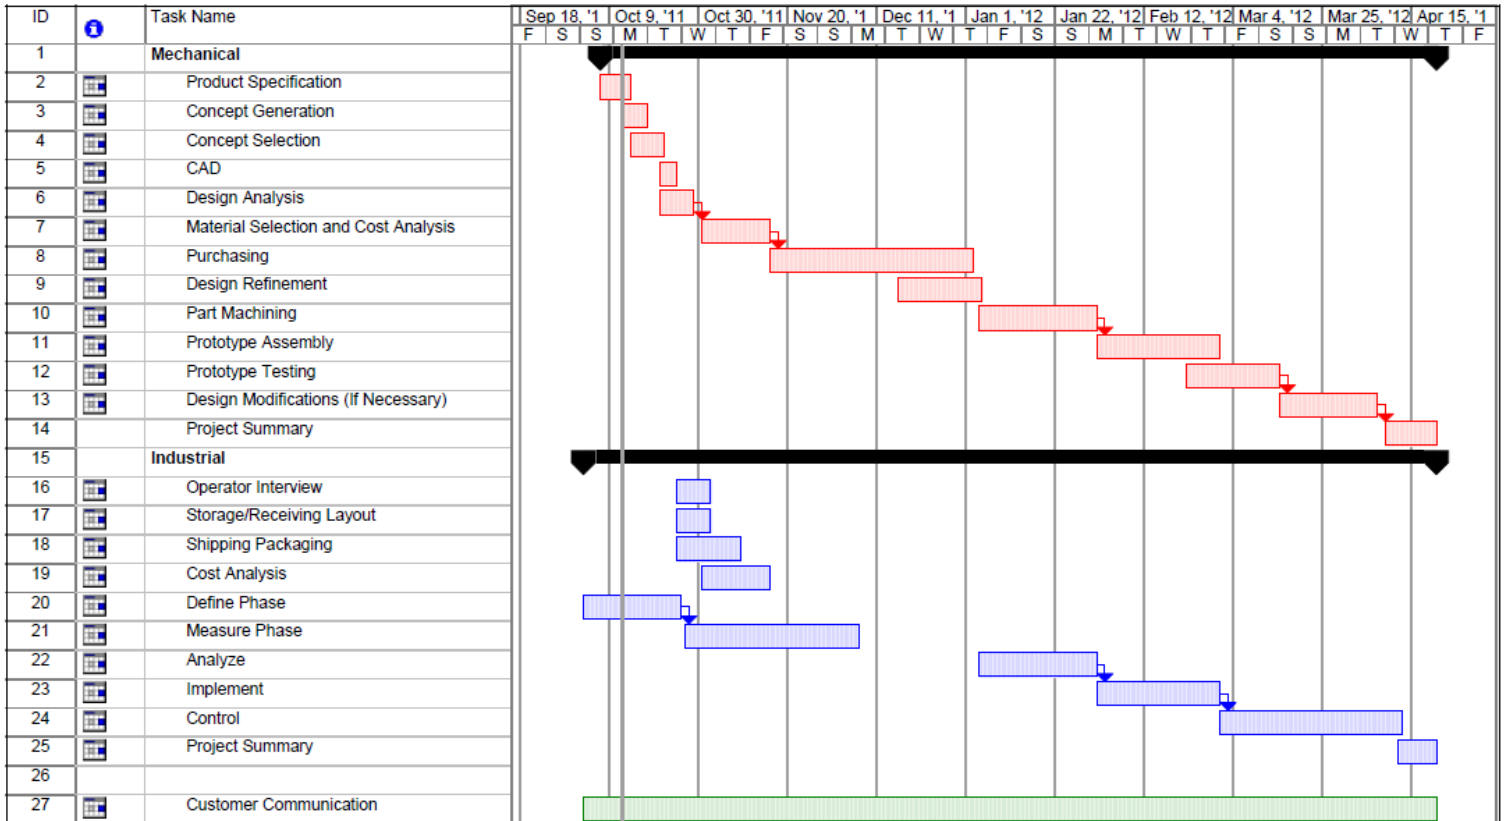 ID Task Name Sep 18, '1 Oct 9, '11 Oct 30, '11 Nov 20, '1 Dec 11, '1 Jan 1, '12 Jan 22, '12 Feb 12, '12 Mar 4, '12 Mar 25, '12 Apr 15, '1
F S S M T W T F S S M T W T F S S M T W T F S S M T W T F
1 Mechanical
2 Product Specification
3 Concept Generation
4 Concept Selection
5 CAD
6 Design Analysis
7 Material Selection and Cost Analysis
8 Purchasing
9 Design Refinement
10 Part Machining
11 Prototype Assembly
12 Prototype Testing
13 Design Modifications (If Necessary)
14 Project Summary
15 Industrial
16 Operator Interview
17 Storage/Receiving Layout
18 Shipping Packaging
19 Cost Analysis
20 Define Phase
21 Measure Phase
22 Analyze
23 Implement
24 Control
25 Project Summary
26
27 Customer Communication